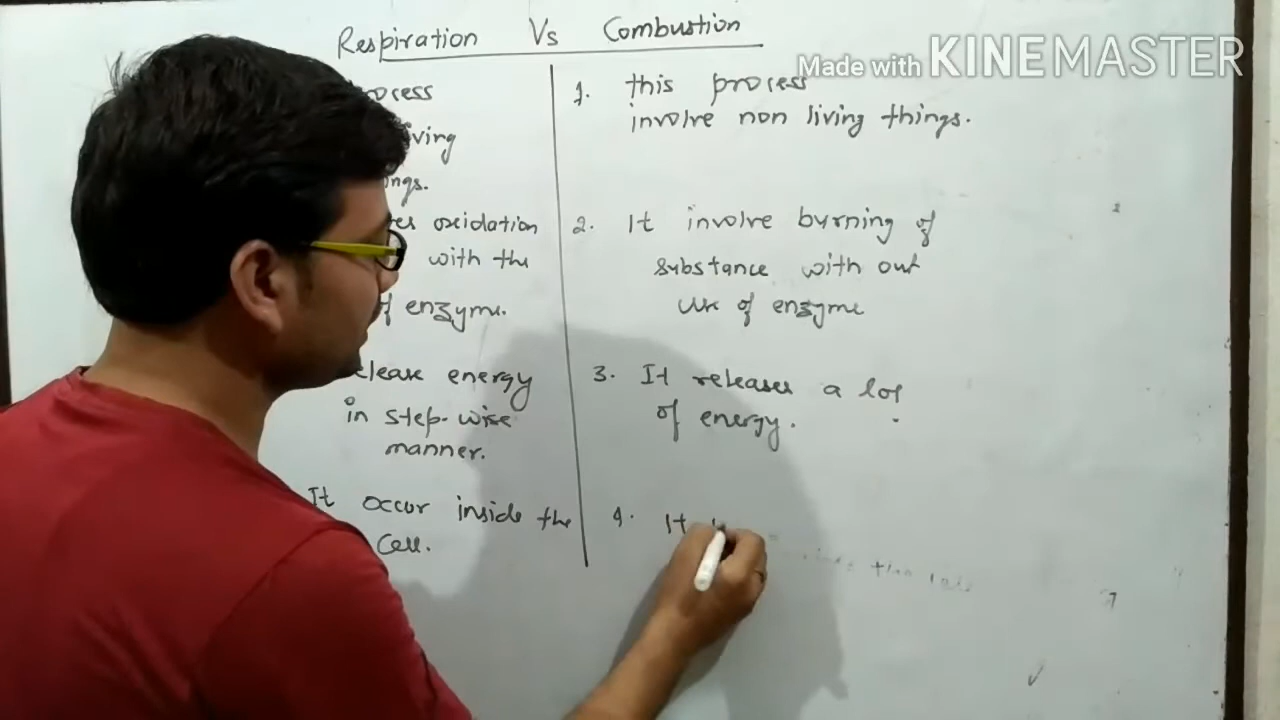 Respiration Vs Combustion
Made with KINEMASTER
ocess
iving
ngs.
oxidation
with the
of enzyme.
elease energy
in step-wise
manner.
It occur inside the
Cell.
1. this process
involve non living things.
2. It involve burning of
substance with out
use of enzyme
3. It releases a lot
of energy.
4. It